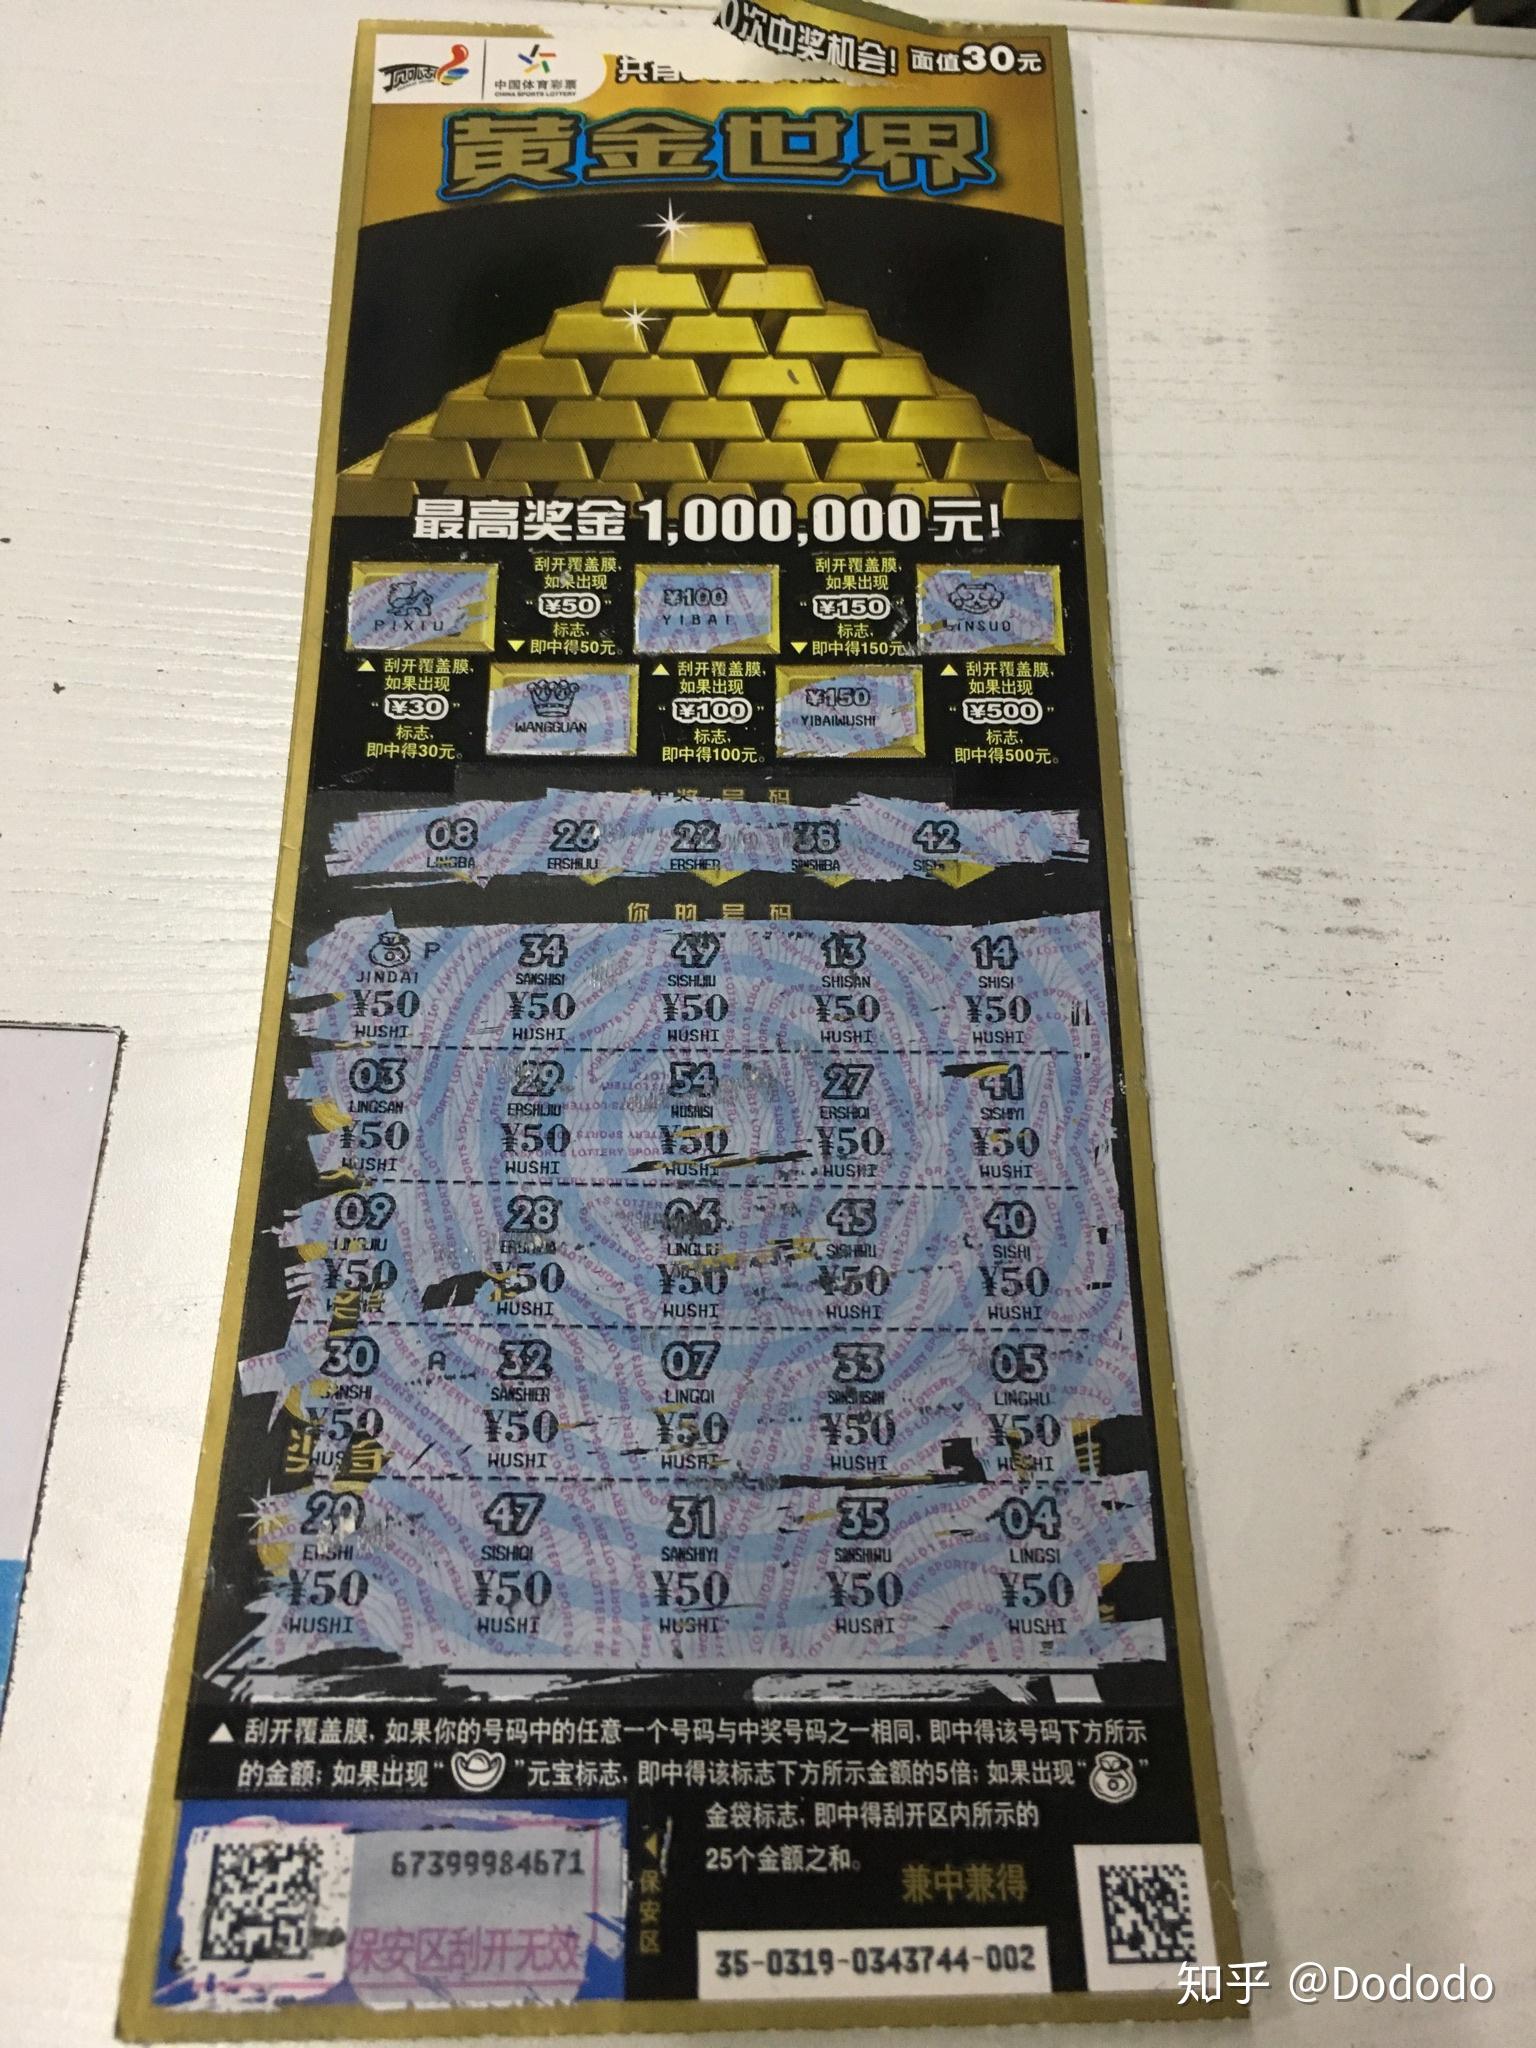 0次中奖机会! 面值30元
共有
顶呱刮
中国体育彩票
CHINA SPORTS LOTTERY
黄金世界
最高奖金1,000,000元!
PIXIU
刮开覆盖膜,
如果出现
“¥50”
标志,
▼即中得50元。
¥100
YIBAI
刮开覆盖膜,
如果出现
“¥150”
标志,
▼即中得150元
LINSUO
▲刮开覆盖膜,
如果出现
“¥30”
标志,
即中得30元。
WANGGUAN
▲刮开覆盖膜,
如果出现
“¥100”
标志,
即中得100元。
¥150
YIBAIWUSHI
▲刮开覆盖膜,
如果出现
“¥500”
标志,
即中得500元。
中奖号码
08 26 22 38 42
LINGBA ERSHILIU ERSHIER SANSHIBA
你的号码
P 34 49 13 14
JINDAI SANSHISI SISHIJIU SHISAN SHISI
¥50 ¥50 ¥50 ¥50 ¥50
WUSHI WUSHI WUSHI WUSHI WUSHI
03 29 54 27 41
LINGSAN ERSHIJIU WUSHISI ERSHIQI SISHIYI
¥50 ¥50 ¥50 ¥50 ¥50
WUSHI WUSHI WUSHI WUSHI WUSHI
09 28 06 45 40
LINGJIU ERSHIBA LINGLIU SISHIWU SISHI
¥50 ¥50 ¥50 ¥50 ¥50
WUSHI WUSHI WUSHI WUSHI
30 A 32 07 33 05
SANSHI SANSHIER LINGQI SANSHISAN LINGWU
¥50 ¥50 ¥50 ¥50 ¥50
WUSHI WUSHI WUSHI WUSHI WUSHI
20 47 31 35 04
ERSHI SISHIQI SANSHIYI SANSHIWU LINGSI
¥50 ¥50 ¥50 ¥50 ¥50
WUSHI WUSHI WUSHI WUSHI WUSHI
▲刮开覆盖膜, 如果你的号码中的任意一个号码与中奖号码之一相同, 即中得该号码下方所示
的金额; 如果出现“ ”元宝标志, 即中得该标志下方所示金额的5倍; 如果出现“ ”
金袋标志, 即中得刮开区内所示的
25个金额之和。
兼中兼得
67399984671
保安区刮开无效
◀保安区
35-0319-0343744-002
知乎 @Dododo